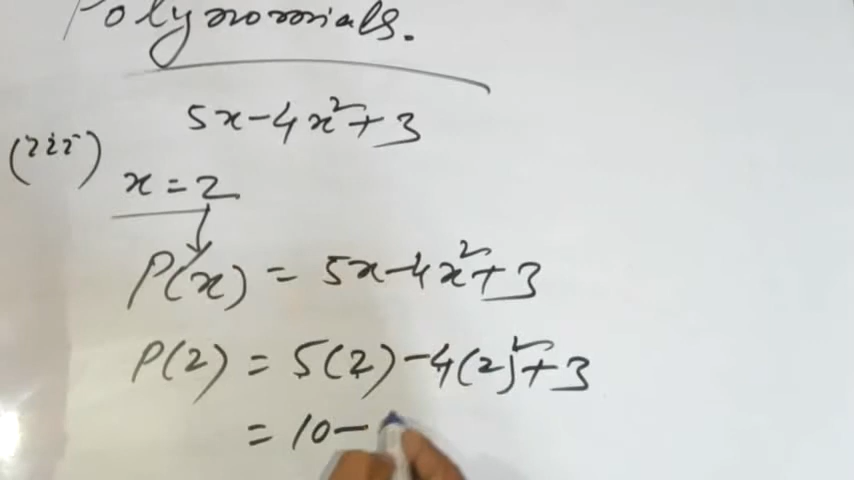 Polynomials.
5x-4x²+3
(iii)
x=2
P(x) = 5x-4x²+3
P(2) = 5(2)-4(2)²+3
= 10-